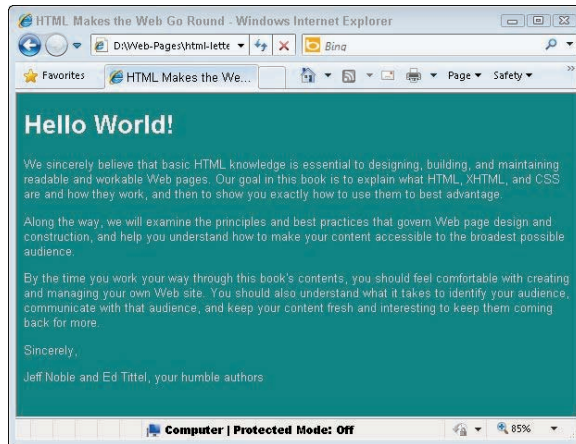 HTML Makes the Web Go Round - Windows Internet Explorer
D:\Web-Pages\html-lette
Bing
Favorites
HTML Makes the We...
Page
Safety
Hello World!
We sincerely believe that basic HTML knowledge is essential to designing, building, and maintaining
readable and workable Web pages. Our goal in this book is to explain what HTML, XHTML, and CSS
are and how they work, and then to show you exactly how to use them to best advantage.
Along the way, we will examine the principles and best practices that govern Web page design and
construction, and help you understand how to make your content accessible to the broadest possible
audience.
By the time you work your way through this book's contents, you should feel comfortable with creating
and managing your own Web site. You should also understand what it takes to identify your audience,
communicate with that audience, and keep your content fresh and interesting to keep them coming
back for more.
Sincerely,
Jeff Noble and Ed Tittel, your humble authors
Computer | Protected Mode: Off
85%